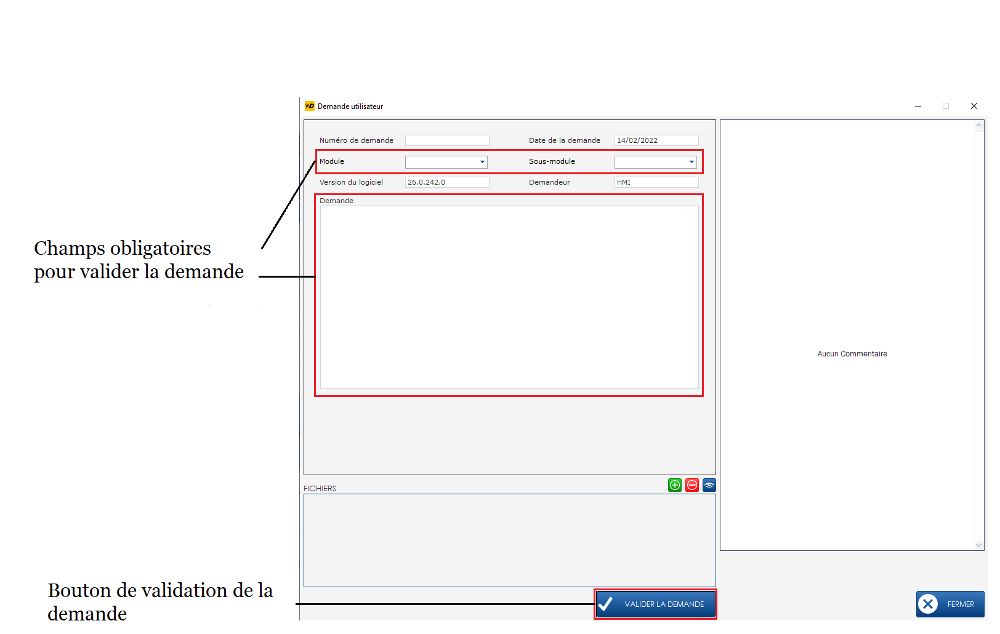 WD Demande utilisateur
Numéro de demande
Date de la demande 14/02/2022
Module
Sous-module
Version du logiciel 26.0.242.0
Demandeur HMI
Demande
Champs obligatoires
pour valider la demande
Aucun Commentaire
FICHIERS
Bouton de validation de la
demande
VALIDER LA DEMANDE
FERMER